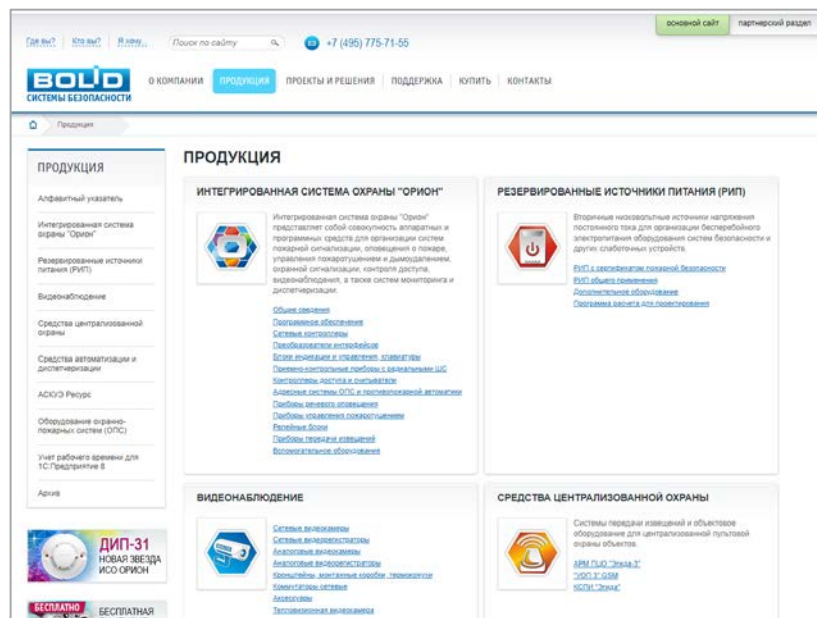 основной сайт
партнерский раздел
Где вы?
Кто вы?
Я хочу...
Поиск по сайту
+7 (495) 775-71-55
BOLID
СИСТЕМЫ БЕЗОПАСНОСТИ
О КОМПАНИИ
ПРОДУКЦИЯ
ПРОЕКТЫ И РЕШЕНИЯ
ПОДДЕРЖКА
КУПИТЬ
КОНТАКТЫ
Продукция
ПРОДУКЦИЯ
Алфавитный указатель
Интегрированная система
охраны "Орион"
Резервированные источники
питания (РИП)
Видеонаблюдение
Средства централизованной
охраны
Средства автоматизации и
диспетчеризации
АСКУЭ Ресурс
Оборудование охранно-
пожарных систем (ОПС)
Учет рабочего времени для
1С:Предприятие 8
Архив
ДИП-31
НОВАЯ ЗВЕЗДА
ИСО ОРИОН
БЕСПЛАТНО
БЕСПЛАТНАЯ
ПРОДУКЦИЯ
ИНТЕГРИРОВАННАЯ СИСТЕМА ОХРАНЫ "ОРИОН"
Интегрированная система охраны "Орион"
представляет собой совокупность аппаратных и
программных средств для организации систем
пожарной сигнализации, оповещения о пожаре,
управления пожаротушением и дымоудалением,
охранной сигнализации, контроля доступа,
видеонаблюдения, а также систем мониторинга и
диспетчеризации.
Общие сведения
Программное обеспечение
Сетевые контроллеры
Преобразователи интерфейсов
Блоки индикации и управления, клавиатуры
Приемно-контрольные приборы с радиальными ШС
Контроллеры доступа и считыватели
Адресные системы ОПС и противопожарной автоматики
Приборы речевого оповещения
Приборы управления пожаротушением
Релейные блоки
Приборы передачи извещений
Вспомогательное оборудование
РЕЗЕРВИРОВАННЫЕ ИСТОЧНИКИ ПИТАНИЯ (РИП)
Вторичные низковольтные источники напряжения
постоянного тока для организации бесперебойного
электропитания оборудования систем безопасности и
других слаботочных устройств.
РИП с сертификатом пожарной безопасности
РИП общего применения
Дополнительное оборудование
Программа расчета для проектирования
ВИДЕОНАБЛЮДЕНИЕ
Сетевые видеокамеры
Сетевые видеорегистраторы
Аналоговые видеокамеры
Аналоговые видеорегистраторы
Кронштейны, монтажные коробки, термокожухи
Коммутаторы сетевые
Аксессуары
Тепловизионная видеокамера
СРЕДСТВА ЦЕНТРАЛИЗОВАННОЙ ОХРАНЫ
Системы передачи извещений и объектовое
оборудование для централизованной пультовой
охраны объектов.
АРМ ПЦО "Эгида-3"
"УОП 3" GSM
КСПИ "Эгида"